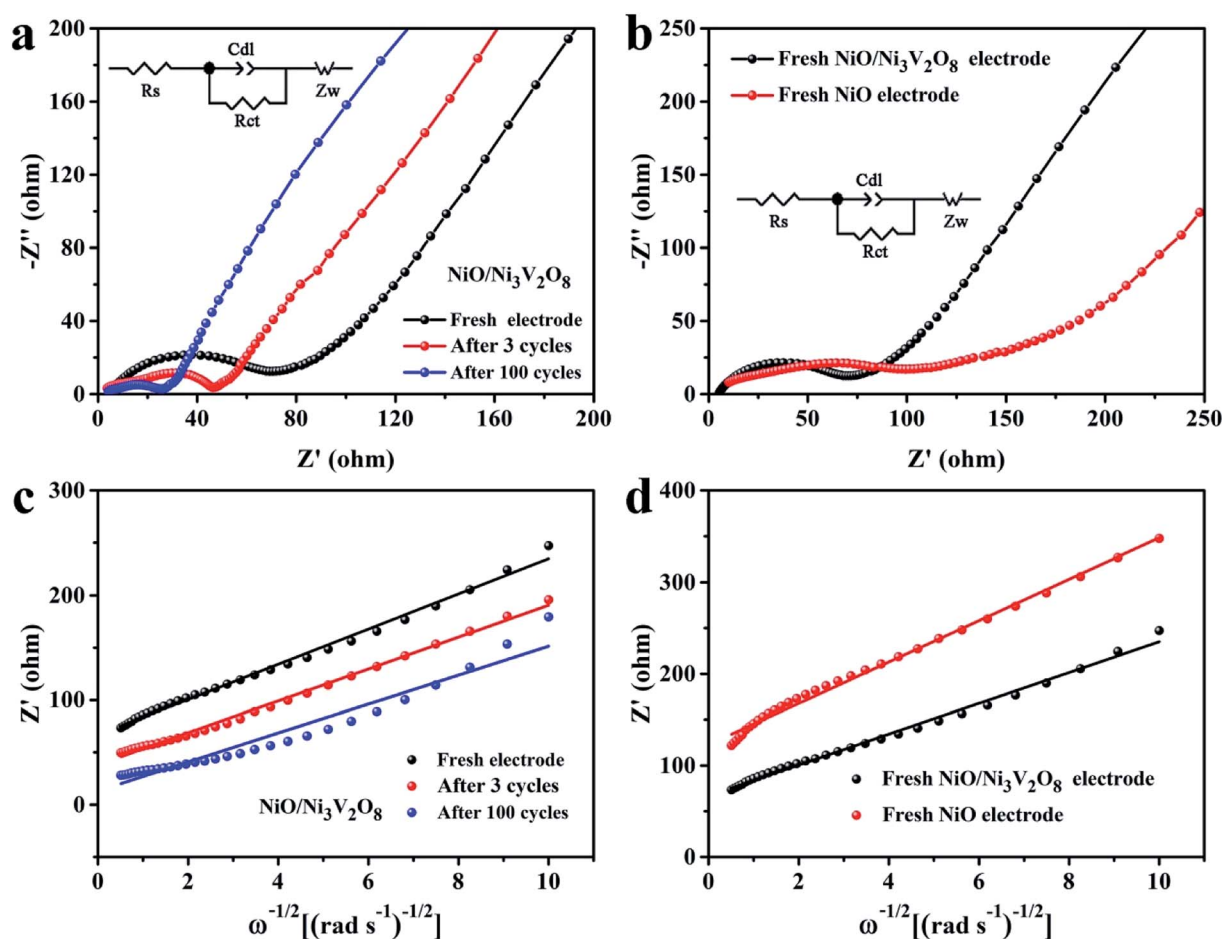 a
200
160
120
80
40
0
-Z'' (ohm)
Cdl
Rs
Rct
Zw
NiO/Ni₃V₂O₈
Fresh electrode
After 3 cycles
After 100 cycles
0 40 80 120 160 200
Z' (ohm)
b
250
200
150
100
50
0
-Z'' (ohm)
Fresh NiO/Ni₃V₂O₈ electrode
Fresh NiO electrode
Cdl
Rs
Rct
Zw
0 50 100 150 200 250
Z' (ohm)
c
300
200
100
0
Z' (ohm)
Fresh electrode
After 3 cycles
After 100 cycles
NiO/Ni₃V₂O₈
0 2 4 6 8 10
ω⁻¹/²[(rad s⁻¹)⁻¹/²]
d
400
300
200
100
0
Z' (ohm)
Fresh NiO/Ni₃V₂O₈ electrode
Fresh NiO electrode
0 2 4 6 8 10
ω⁻¹/²[(rad s⁻¹)⁻¹/²]